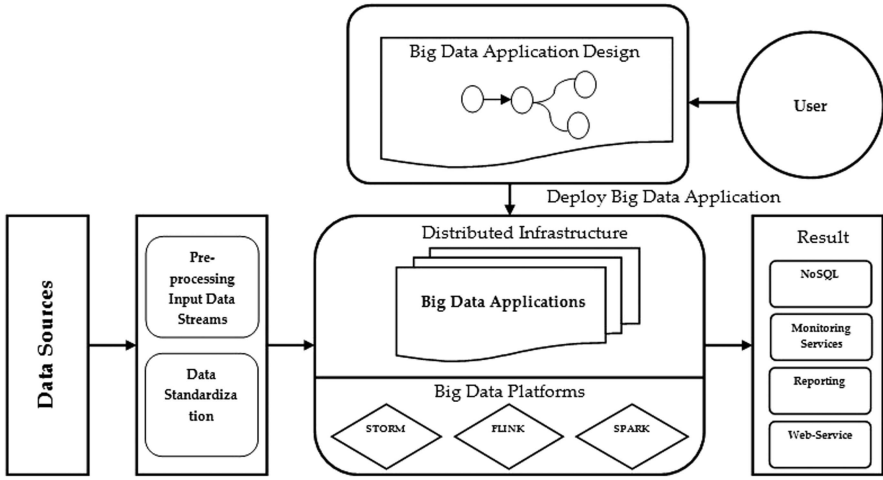 Big Data Application Design
User
Deploy Big Data Application
Data Sources
Pre-
processing
Input Data
Streams
Data
Standardiza
tion
Distributed Infrastructure
Big Data Applications
Big Data Platforms
STORM
FLINK
SPARK
Result
NoSQL
Monitoring
Services
Reporting
Web-Service